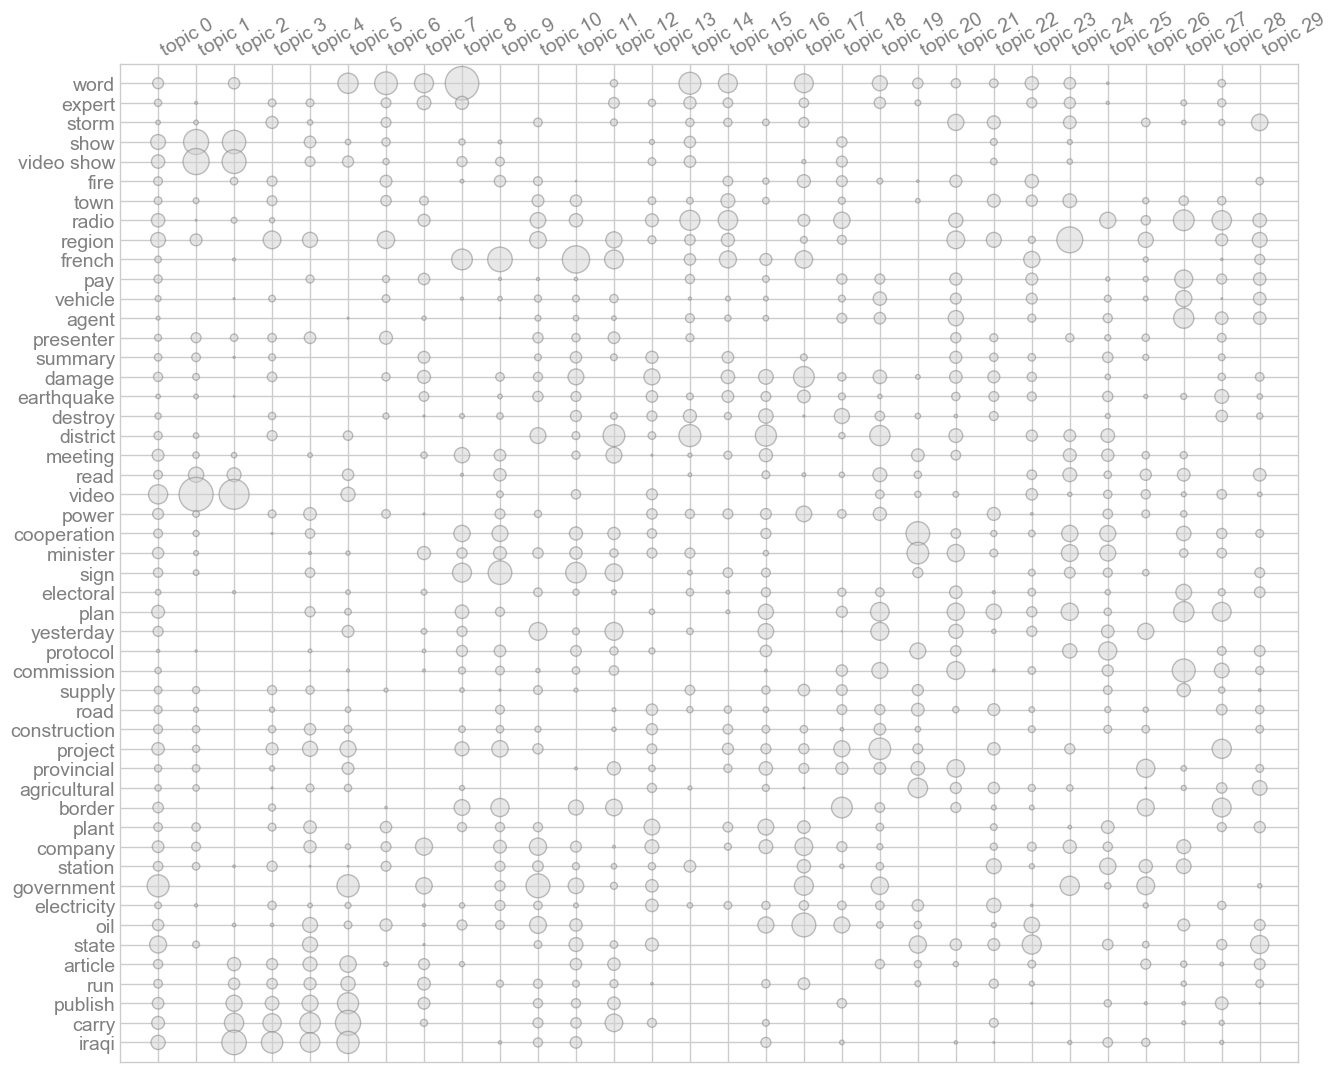 topic 0 topic 1 topic 2 topic 3 topic 4 topic 5 topic 6 topic 7 topic 8 topic 9 topic 10 topic 11 topic 12 topic 13 topic 14 topic 15 topic 16 topic 17 topic 18 topic 19 topic 20 topic 21 topic 22 topic 23 topic 24 topic 25 topic 26 topic 27 topic 28 topic 29
word
expert
storm
show
video show
fire
town
radio
region
french
pay
vehicle
agent
presenter
summary
damage
earthquake
destroy
district
meeting
read
video
power
cooperation
minister
sign
electoral
plan
yesterday
protocol
commission
supply
road
construction
project
provincial
agricultural
border
plant
company
station
government
electricity
oil
state
article
run
publish
carry
iraqi